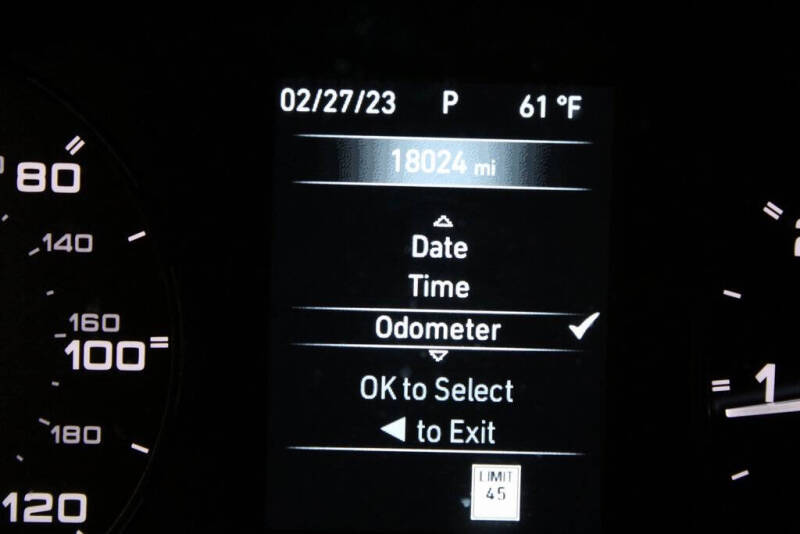 02/27/23 P 61 °F
18024 mi
Date
Time
Odometer
OK to Select
to Exit
LIMIT
45
80
140
160
100
180
120
1